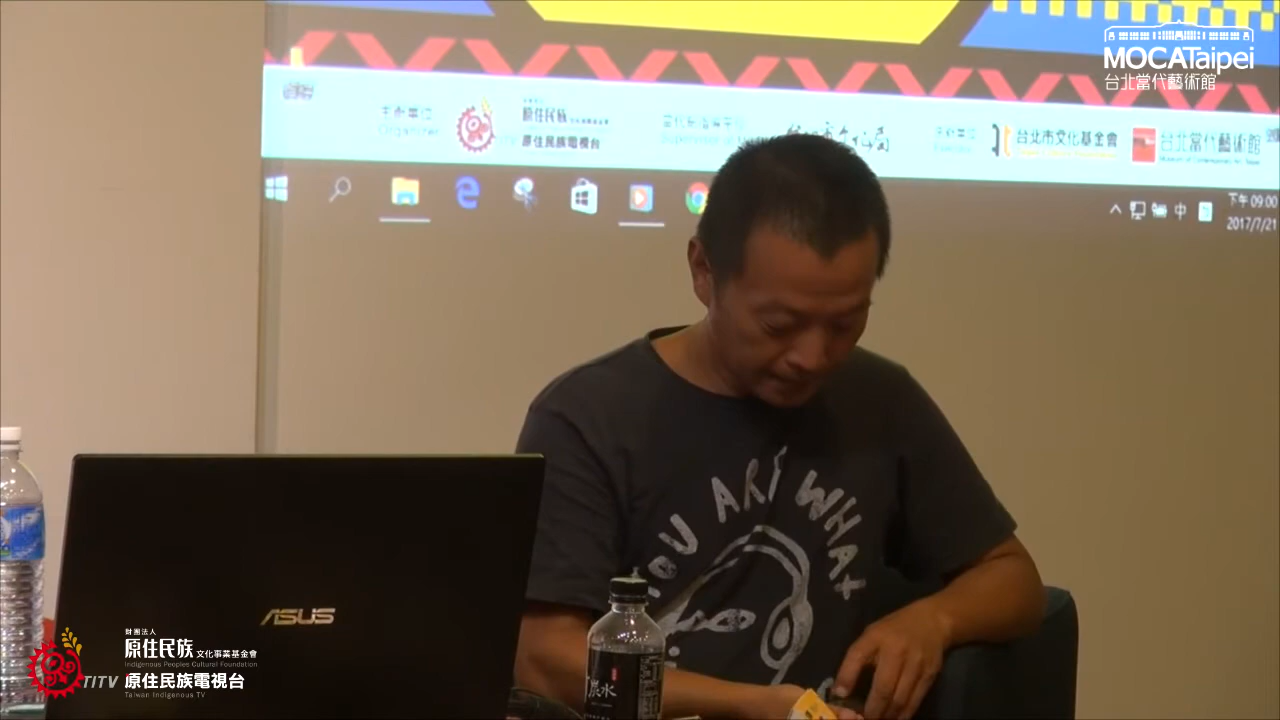 MOCATaipei
台北當代藝術館
主辦單位
Organizer
原住民族
原住民族電視台
台北市文化基金會
台北當代藝術館
下午 09:00
2017/7/21
中
YOU ARE WHAT
ASUS
炭水
財團法人
原住民族 文化事業基金會
Indigenous Peoples Cultural Foundation
TITV 原住民族電視台
Taiwan Indigenous TV